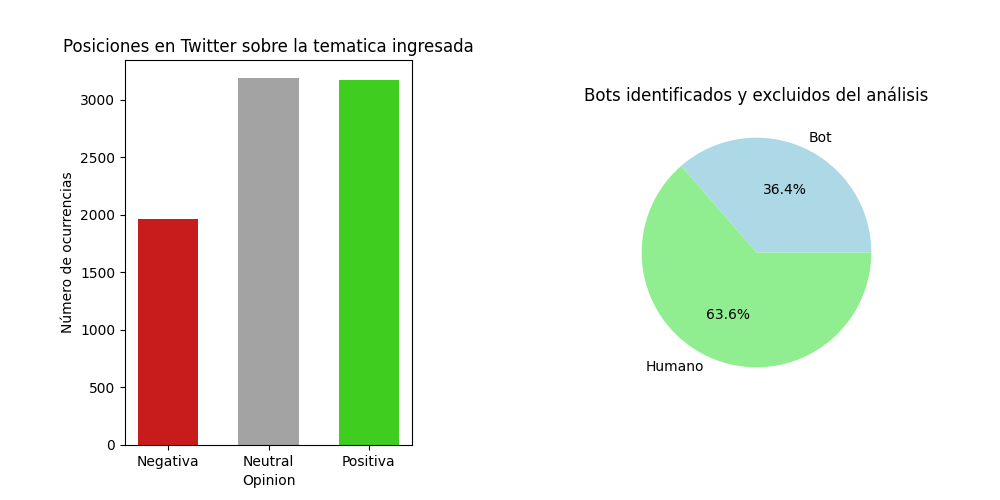 Posiciones en Twitter sobre la tematica ingresada
Número de ocurrencias
3000
2500
2000
1500
1000
500
0
Negativa
Neutral
Positiva
Opinion
Bots identificados y excluidos del análisis
Bot
36.4%
63.6%
Humano